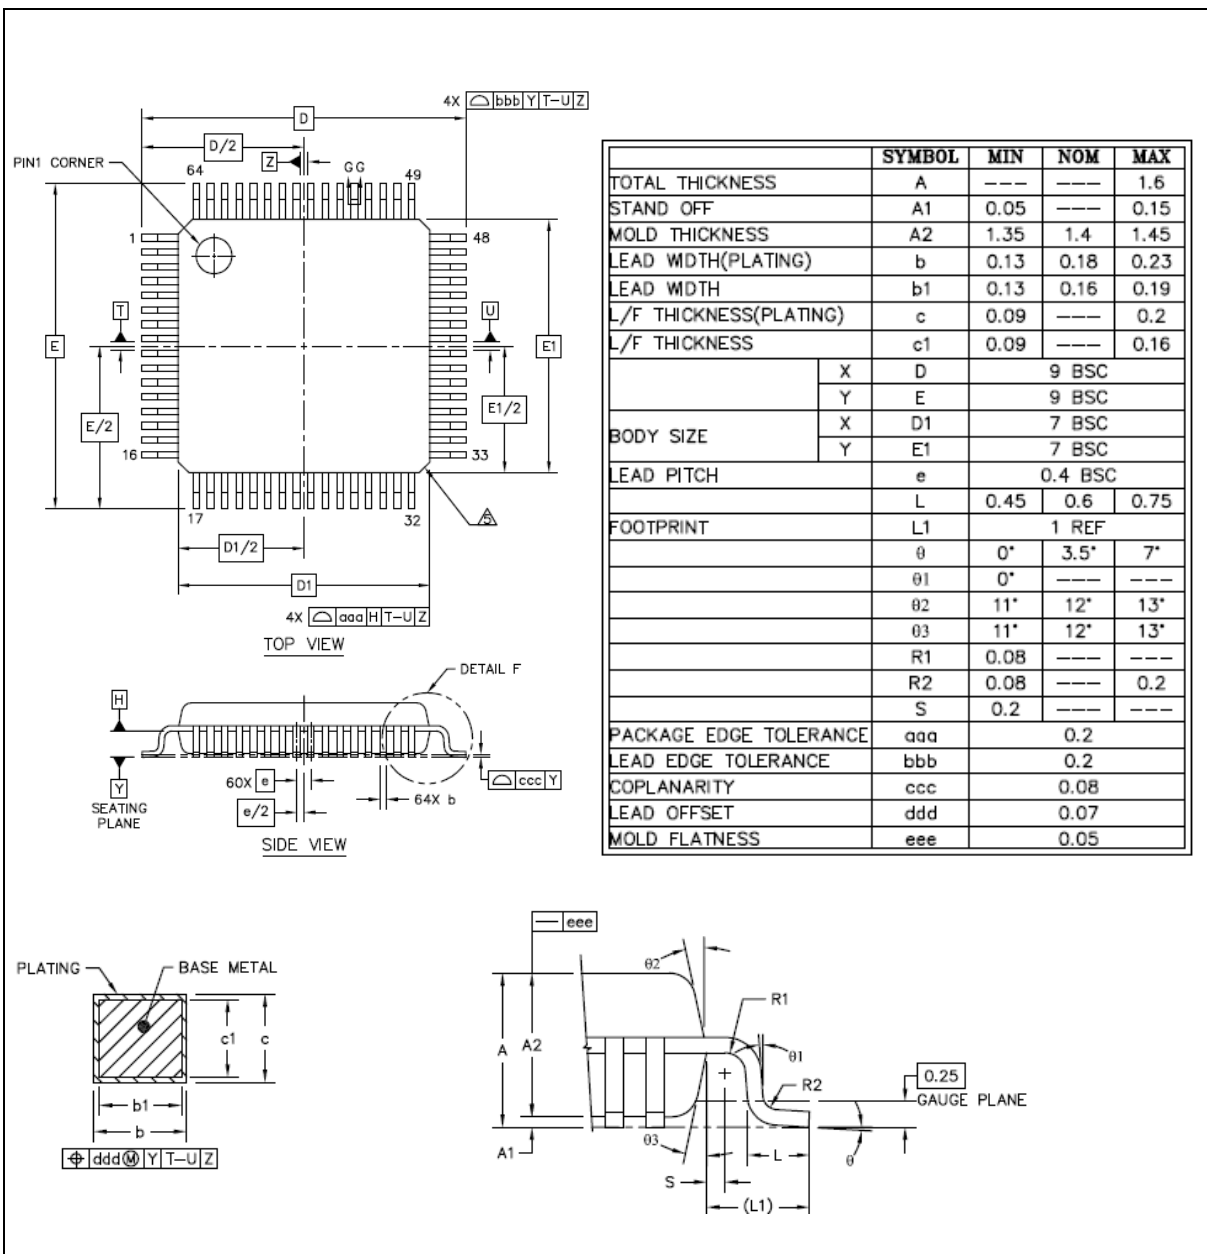 4X ⌓ bbb Y T-U Z
D
D/2
Z
PIN1 CORNER
64
G G
49
1
48
T
U
E
E1
E/2
E1/2
16
33
17
32
5
D1/2
D1
4X ⌓ aaa H T-U Z
TOP VIEW
DETAIL F
H
Y
SEATING
PLANE
60X e
e/2
64X b
⌓ ccc Y
SIDE VIEW
SYMBOL MIN NOM MAX
TOTAL THICKNESS A --- --- 1.6
STAND OFF A1 0.05 --- 0.15
MOLD THICKNESS A2 1.35 1.4 1.45
LEAD WIDTH(PLATING) b 0.13 0.18 0.23
LEAD WIDTH b1 0.13 0.16 0.19
L/F THICKNESS(PLATING) c 0.09 --- 0.2
L/F THICKNESS c1 0.09 --- 0.16
X D 9 BSC
Y E 9 BSC
BODY SIZE X D1 7 BSC
Y E1 7 BSC
LEAD PITCH e 0.4 BSC
L 0.45 0.6 0.75
FOOTPRINT L1 1 REF
θ 0° 3.5° 7°
θ1 0° --- ---
θ2 11° 12° 13°
θ3 11° 12° 13°
R1 0.08 --- ---
R2 0.08 --- 0.2
S 0.2 --- ---
PACKAGE EDGE TOLERANCE aaa 0.2
LEAD EDGE TOLERANCE bbb 0.2
COPLANARITY ccc 0.08
LEAD OFFSET ddd 0.07
MOLD FLATNESS eee 0.05
PLATING
BASE METAL
c1
c
b1
b
⌖ ddd Ⓜ Y T-U Z
— eee
θ2
R1
A
A2
θ1
R2
0.25
GAUGE PLANE
A1
θ3
L
θ
S
(L1)